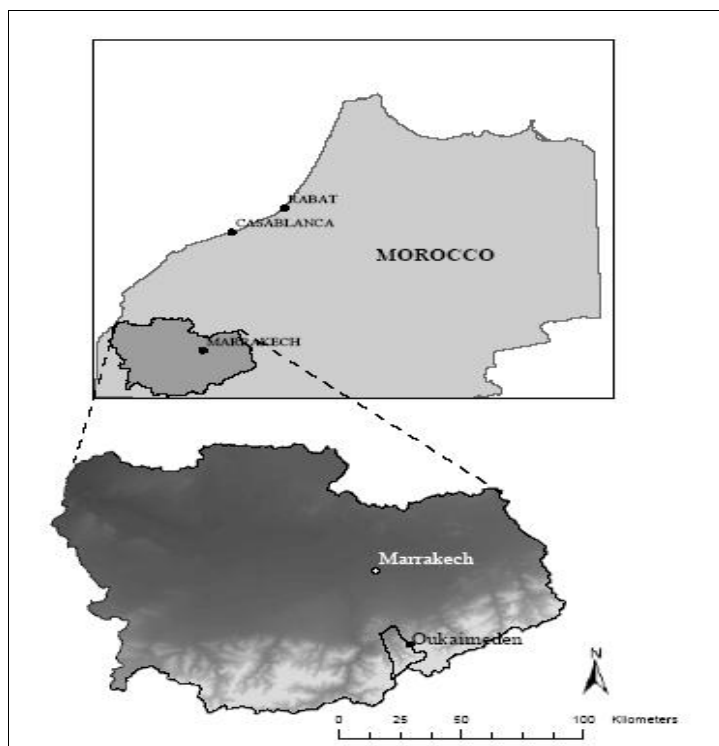 RABAT
CASABLANCA
MOROCCO
MARRAKECH
Marrakech
Oukaimeden
N
0 25 50 100 Kilometers